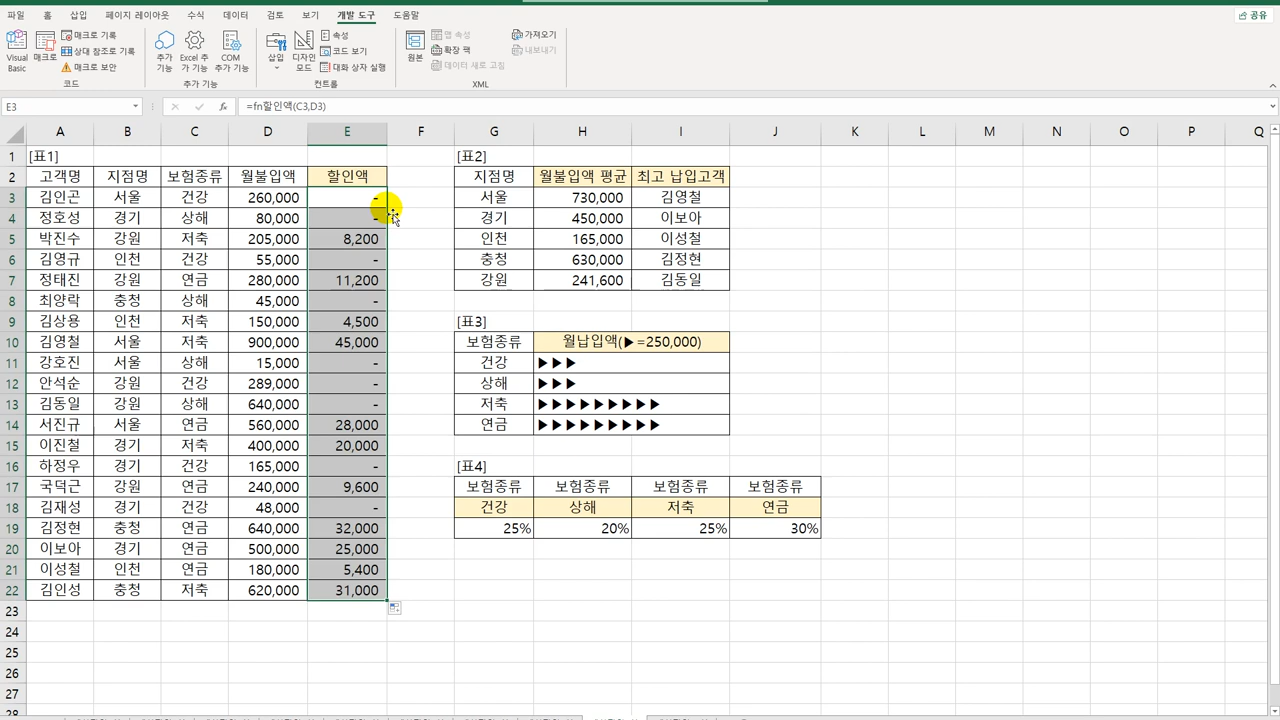 파일 홈 삽입 페이지 레이아웃 수식 데이터 검토 보기 개발 도구 도움말 공유
Visual Basic
매크로
매크로 기록
상대 참조로 기록
매크로 보안
코드
추가 기능
Excel 추가 기능
COM 추가 기능
추가 기능
삽입
디자인 모드
속성
코드 보기
대화 상자 실행
컨트롤
원본
맵 속성
확장 팩
데이터 새로 고침
가져오기
내보내기
XML
E3 fx =fn할인액(C3,D3)
A B C D E F G H I J K L M N O P Q
1 [표1] [표2]
2 고객명 지점명 보험종류 월불입액 할인액 지점명 월불입액 평균 최고 납입고객
3 김인곤 서울 건강 260,000 - 서울 730,000 김영철
4 정호성 경기 상해 80,000 - 경기 450,000 이보아
5 박진수 강원 저축 205,000 8,200 인천 165,000 이성철
6 김영규 인천 건강 55,000 - 충청 630,000 김정현
7 정태진 강원 연금 280,000 11,200 강원 241,600 김동일
8 최양락 충청 상해 45,000 -
9 김상용 인천 저축 150,000 4,500 [표3]
10 김영철 서울 저축 900,000 45,000 보험종류 월납입액(▶=250,000)
11 강호진 서울 상해 15,000 - 건강 ▶▶▶
12 안석순 강원 건강 289,000 - 상해 ▶▶▶
13 김동일 강원 상해 640,000 - 저축 ▶▶▶▶▶▶▶▶▶
14 서진규 서울 연금 560,000 28,000 연금 ▶▶▶▶▶▶▶▶▶
15 이진철 경기 저축 400,000 20,000
16 하정우 경기 건강 165,000 - [표4]
17 국덕근 강원 연금 240,000 9,600 보험종류 보험종류 보험종류 보험종류
18 김재성 경기 건강 48,000 - 건강 상해 저축 연금
19 김정현 충청 연금 640,000 32,000 25% 20% 25% 30%
20 이보아 경기 연금 500,000 25,000
21 이성철 인천 연금 180,000 5,400
22 김인성 충청 저축 620,000 31,000
23
24
25
26
27
28